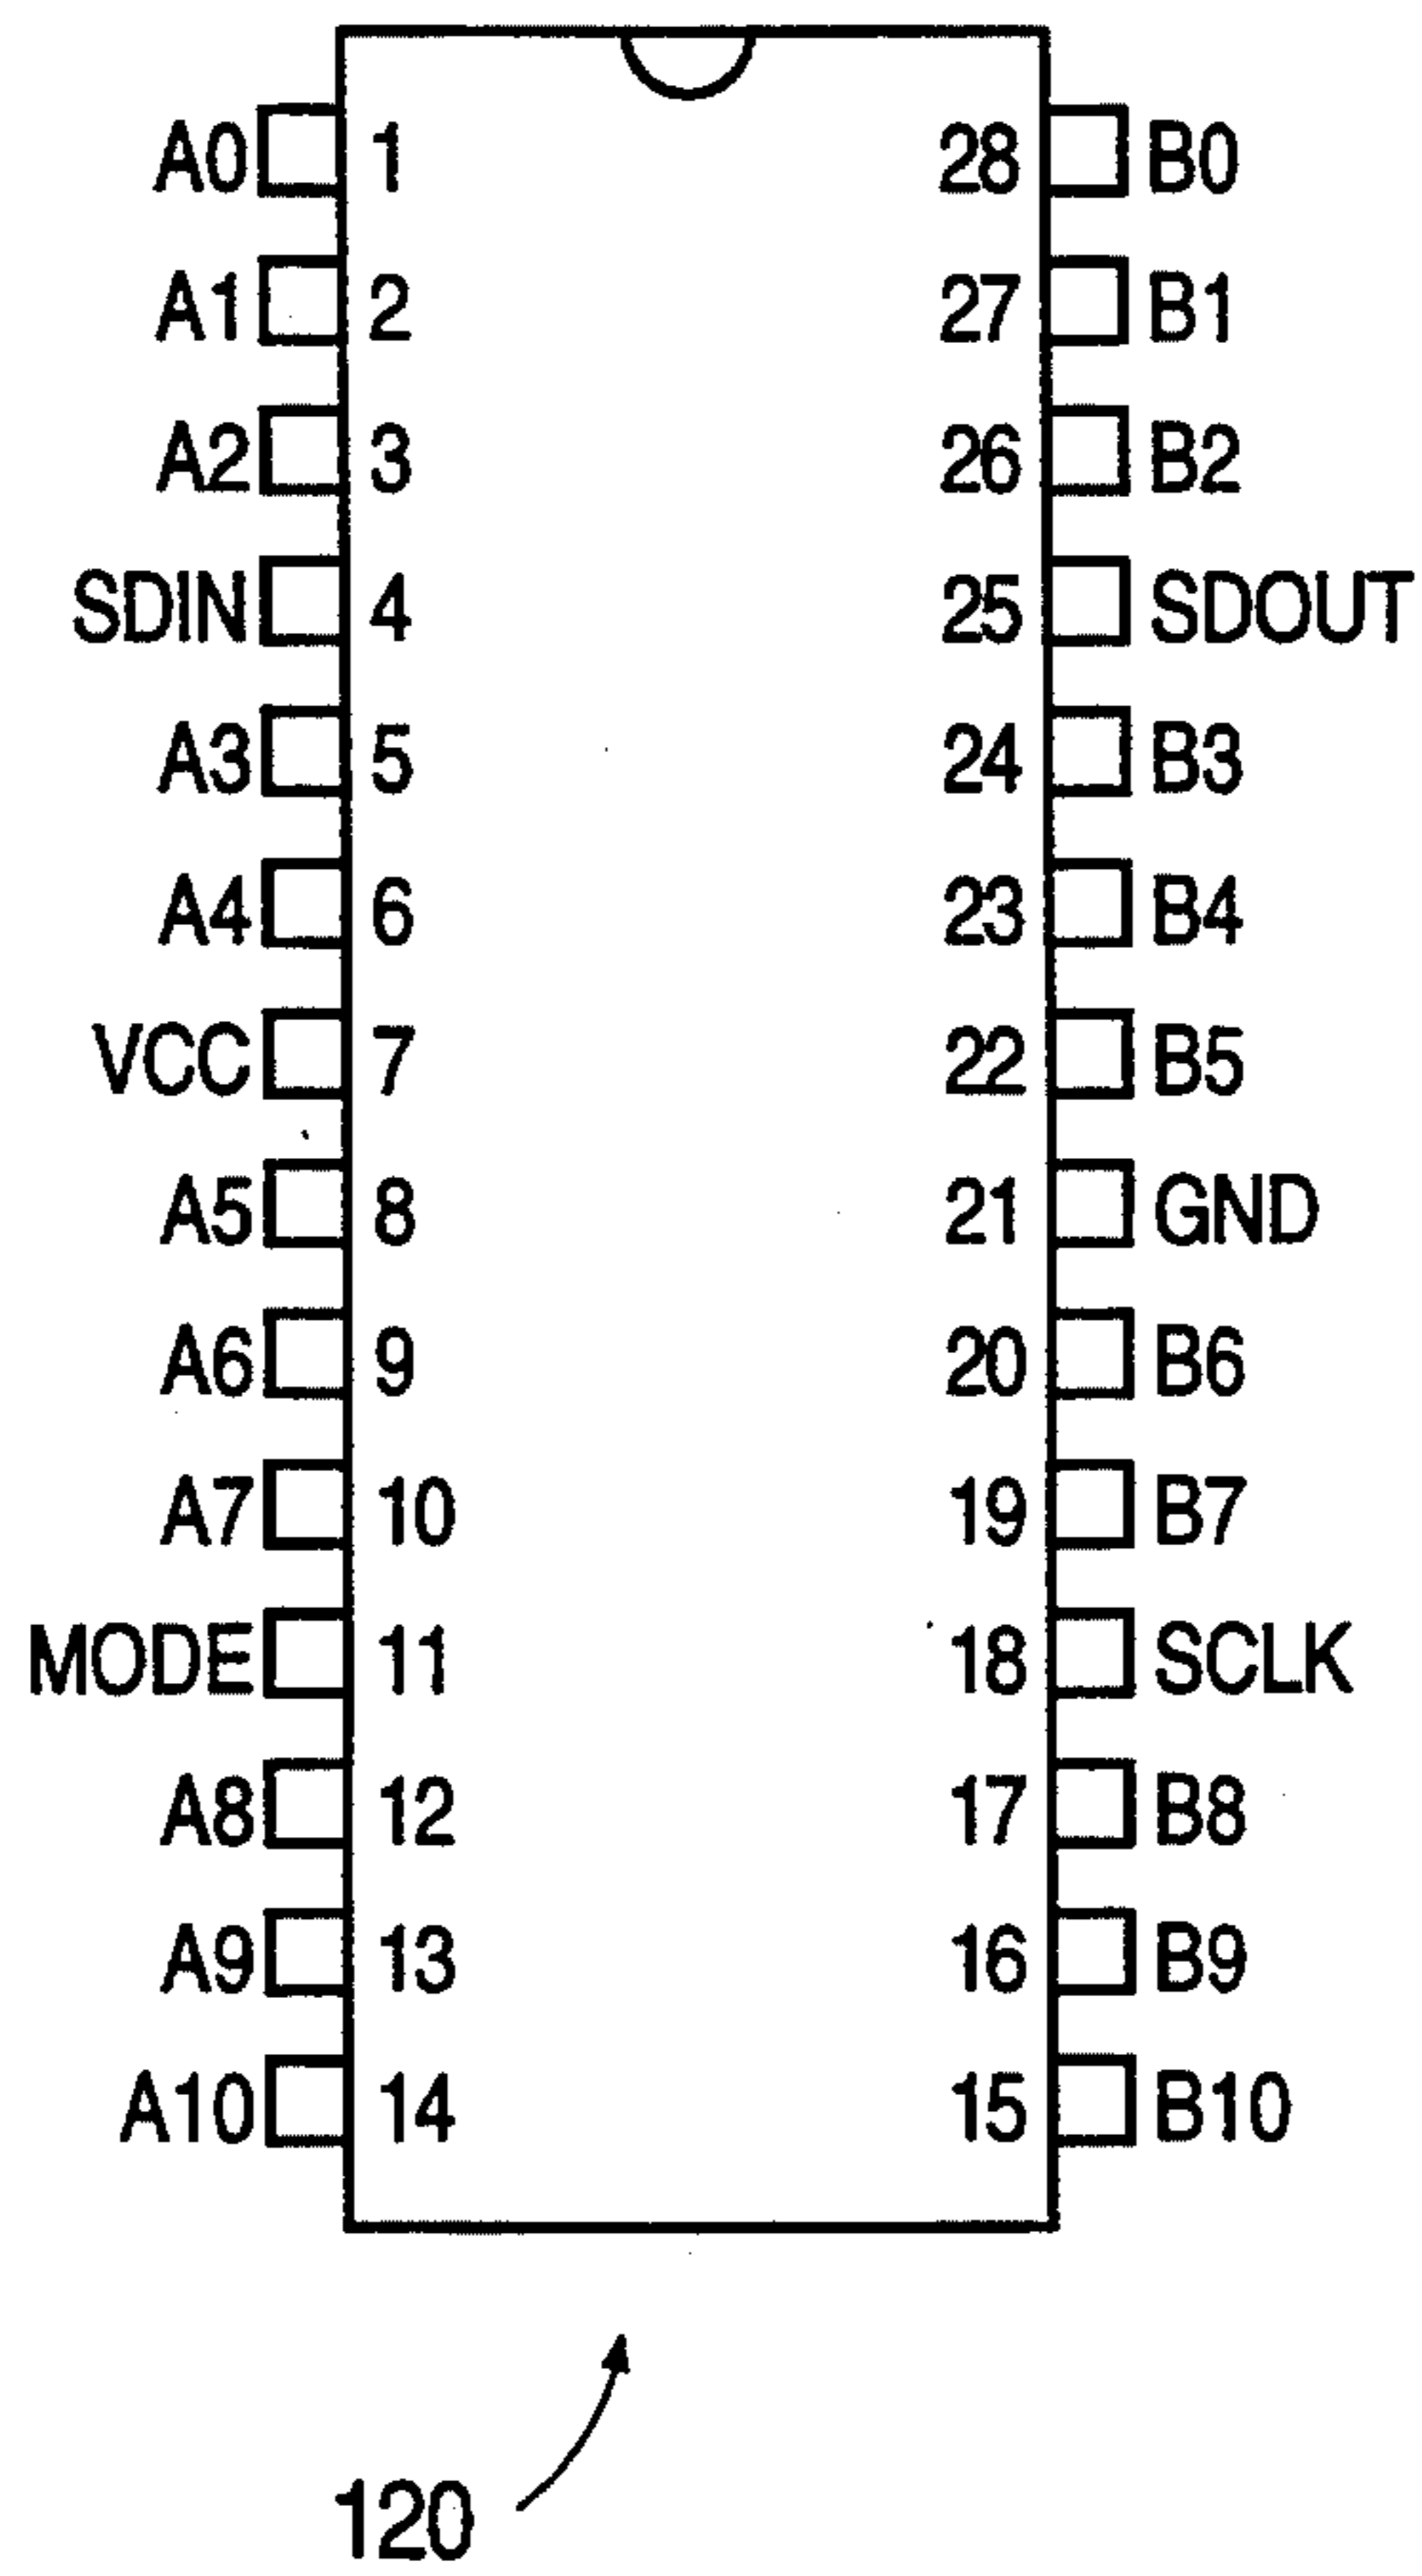 A0 1 28 B0
A1 2 27 B1
A2 3 26 B2
SDIN 4 25 SDOUT
A3 5 24 B3
A4 6 23 B4
VCC 7 22 B5
A5 8 21 GND
A6 9 20 B6
A7 10 19 B7
MODE 11 18 SCLK
A8 12 17 B8
A9 13 16 B9
A10 14 15 B10
120